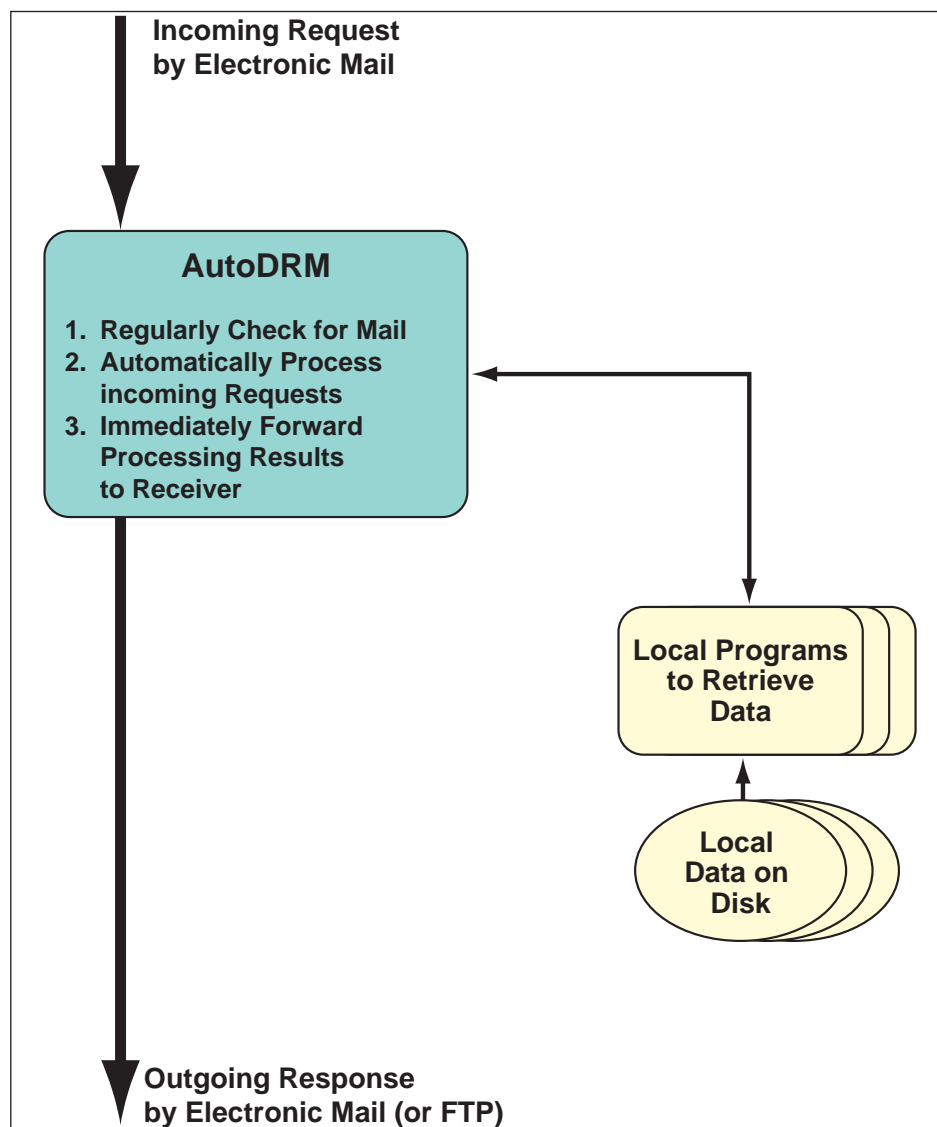 Incoming Request
by Electronic Mail
AutoDRM
1. Regularly Check for Mail
2. Automatically Process
incoming Requests
3. Immediately Forward
Processing Results
to Receiver
Local Programs
to Retrieve
Data
Local
Data on
Disk
Outgoing Response
by Electronic Mail (or FTP)